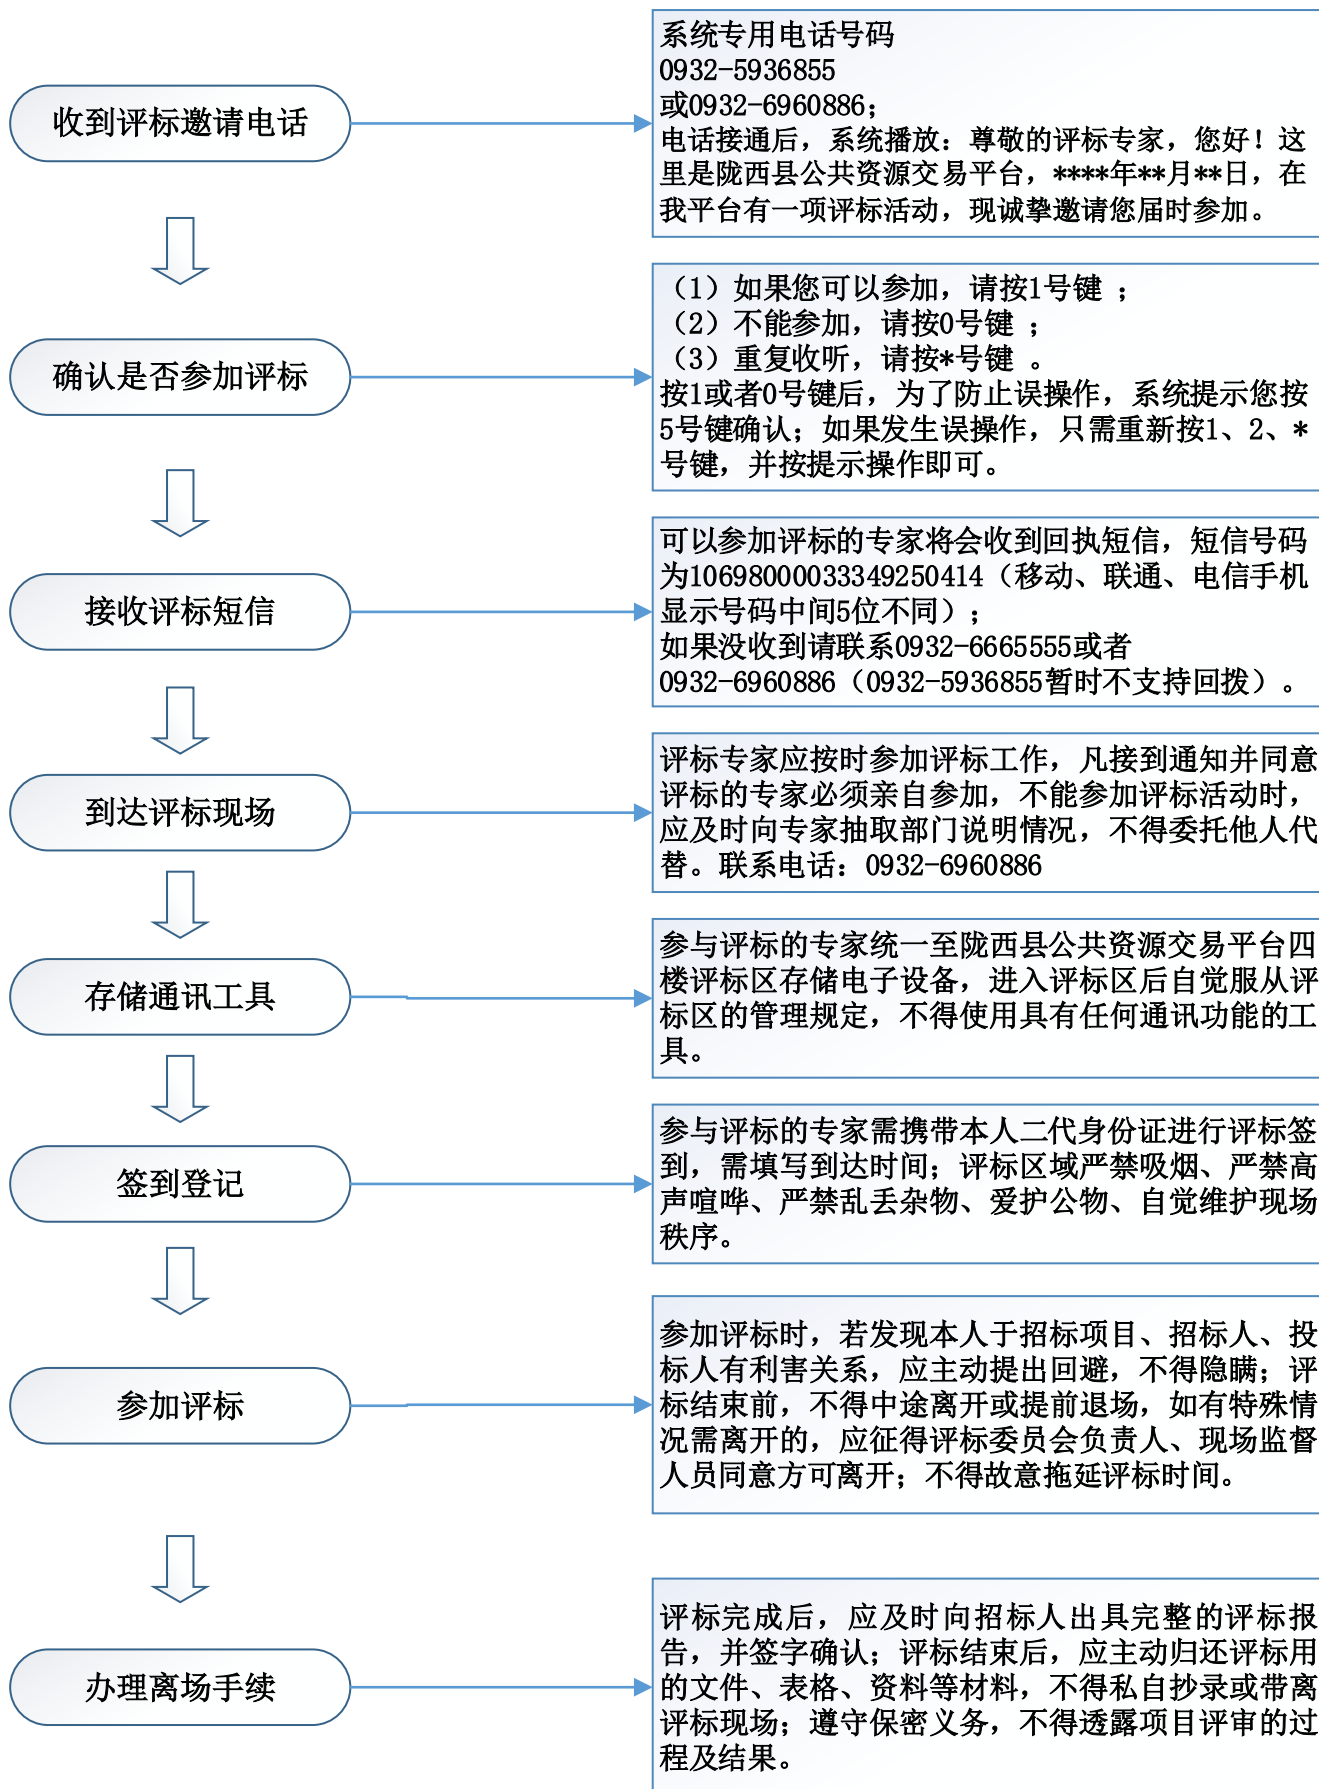 收到评标邀请电话
系统专用电话号码
0932-5936855
或0932-6960886；
电话接通后，系统播放：尊敬的评标专家，您好！这
里是陇西县公共资源交易平台，****年**月**日，在
我平台有一项评标活动，现诚挚邀请您届时参加。
确认是否参加评标
（1）如果您可以参加，请按1号键 ；
（2）不能参加，请按0号键 ；
（3）重复收听，请按*号键 。
按1或者0号键后，为了防止误操作，系统提示您按
5号键确认；如果发生误操作，只需重新按1、2、*
号键，并按提示操作即可。
接收评标短信
可以参加评标的专家将会收到回执短信，短信号码
为10698000033349250414（移动、联通、电信手机
显示号码中间5位不同）；
如果没收到请联系0932-6665555或者
0932-6960886（0932-5936855暂时不支持回拨）。
到达评标现场
评标专家应按时参加评标工作，凡接到通知并同意
评标的专家必须亲自参加，不能参加评标活动时，
应及时向专家抽取部门说明情况，不得委托他人代
替。联系电话：0932-6960886
存储通讯工具
参与评标的专家统一至陇西县公共资源交易平台四
楼评标区存储电子设备，进入评标区后自觉服从评
标区的管理规定，不得使用具有任何通讯功能的工
具。
签到登记
参与评标的专家需携带本人二代身份证进行评标签
到，需填写到达时间；评标区域严禁吸烟、严禁高
声喧哗、严禁乱丢杂物、爱护公物、自觉维护现场
秩序。
参加评标
参加评标时，若发现本人于招标项目、招标人、投
标人有利害关系，应主动提出回避，不得隐瞒；评
标结束前，不得中途离开或提前退场，如有特殊情
况需离开的，应征得评标委员会负责人、现场监督
人员同意方可离开；不得故意拖延评标时间。
办理离场手续
评标完成后，应及时向招标人出具完整的评标报
告，并签字确认；评标结束后，应主动归还评标用
的文件、表格、资料等材料，不得私自抄录或带离
评标现场；遵守保密义务，不得透露项目评审的过
程及结果。